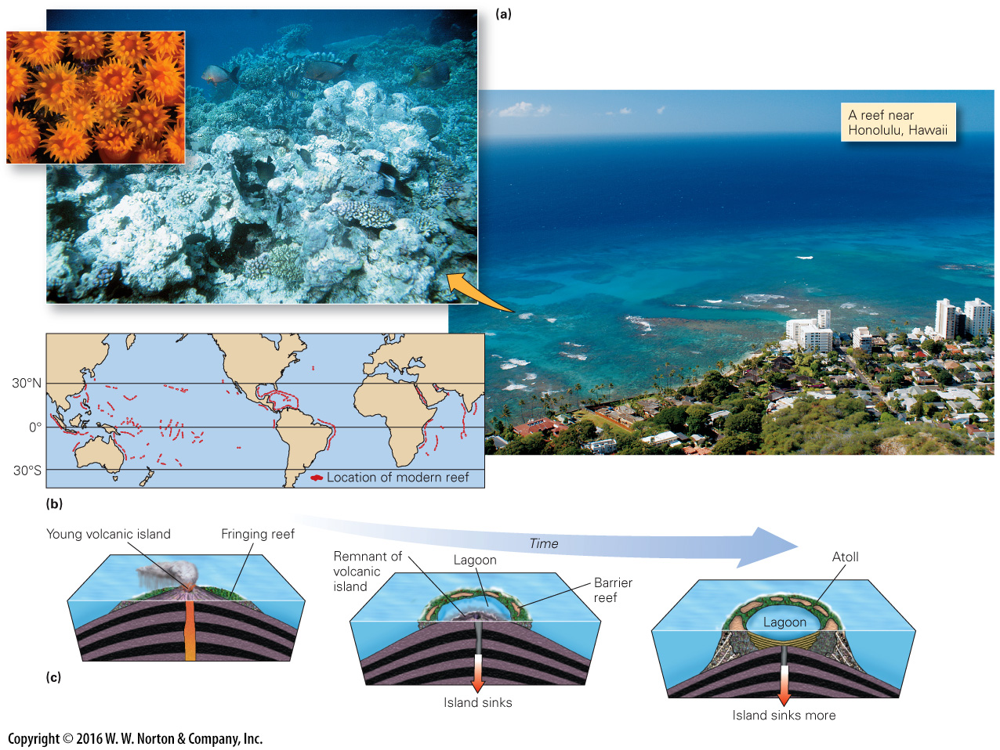 (a)
A reef near
Honolulu, Hawaii
30°N
0°
30°S
Location of modern reef
(b)
Young volcanic island
Fringing reef
Time
Remnant of
volcanic
island
Lagoon
Barrier
reef
Atoll
Lagoon
(c)
Island sinks
Island sinks more
Copyright © 2016 W. W. Norton & Company, Inc.